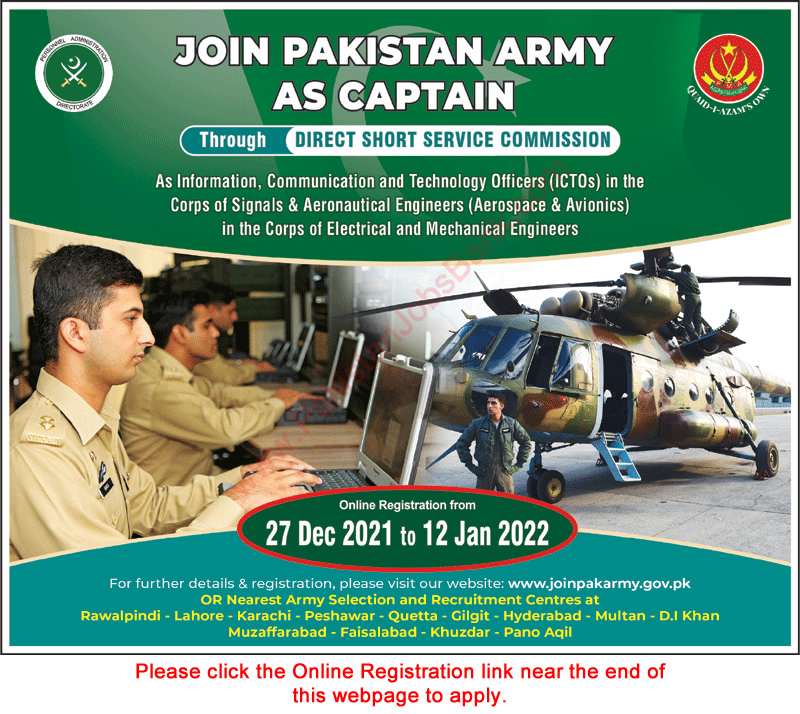 PERSONNEL ADMINISTRATION
DIRECTORATE
JOIN PAKISTAN ARMY
AS CAPTAIN
QUAID-I-AZAM'S OWN
Through DIRECT SHORT SERVICE COMMISSION
As Information, Communication and Technology Officers (ICTOs) in the
Corps of Signals & Aeronautical Engineers (Aerospace & Avionics)
in the Corps of Electrical and Mechanical Engineers
Online Registration from
27 Dec 2021 to 12 Jan 2022
For further details & registration, please visit our website: www.joinpakarmy.gov.pk
OR Nearest Army Selection and Recruitment Centres at
Rawalpindi - Lahore - Karachi - Peshawar - Quetta - Gilgit - Hyderabad - Multan - D.I Khan
Muzaffarabad - Faisalabad - Khuzdar - Pano Aqil
Please click the Online Registration link near the end of
this webpage to apply.